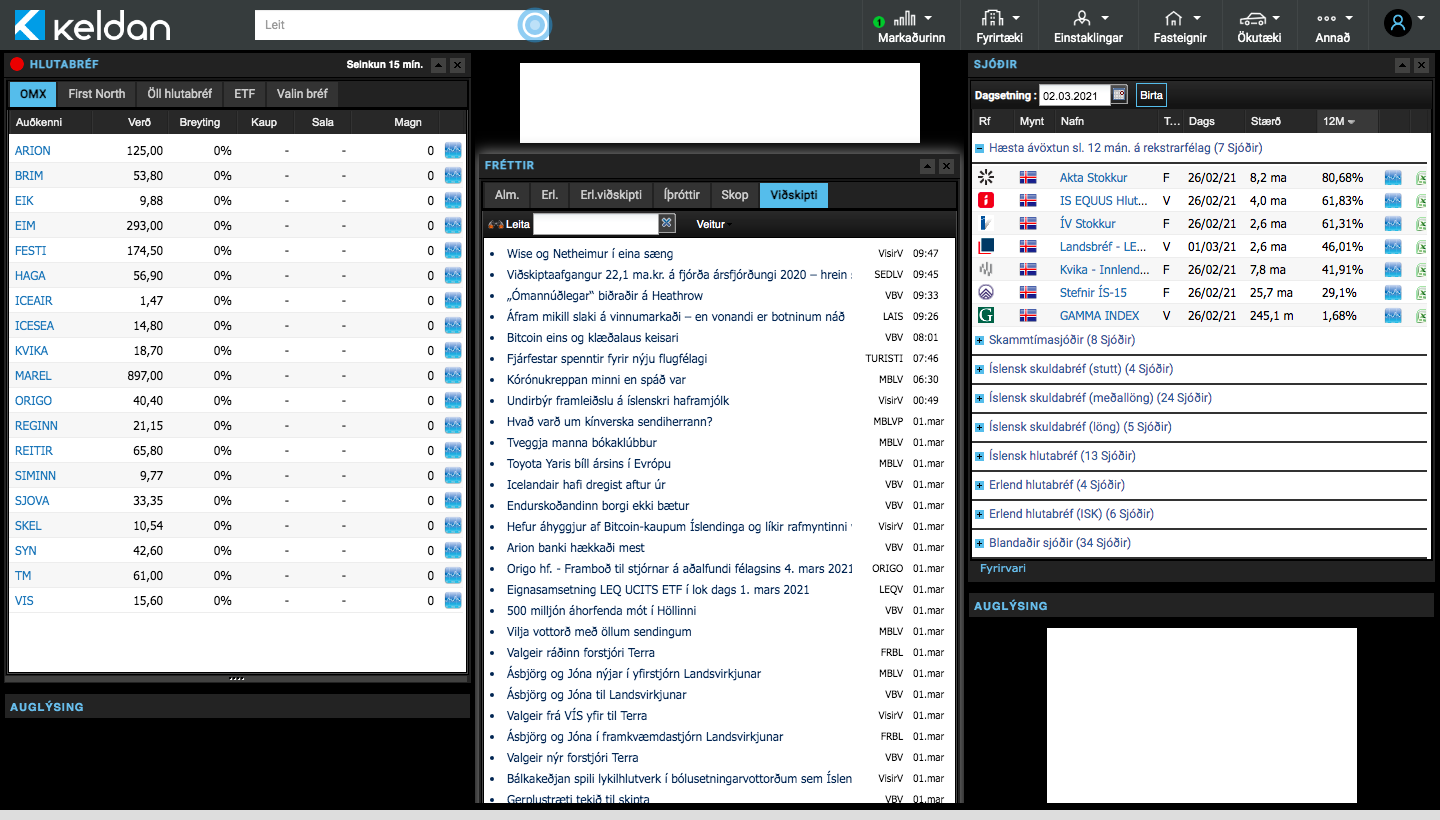 keldan
Leit
1
Markaðurinn
Fyrirtæki
Einstaklingar
Fasteignir
Ökutæki
Annað
HLUTABRÉF
Seinkun 15 mín.
OMX First North Öll hlutabréf ETF Valin bréf
Auðkenni Verð Breyting Kaup Sala Magn
ARION 125,00 0% - - 0
BRIM 53,80 0% - - 0
EIK 9,88 0% - - 0
EIM 293,00 0% - - 0
FESTI 174,50 0% - - 0
HAGA 56,90 0% - - 0
ICEAIR 1,47 0% - - 0
ICESEA 14,80 0% - - 0
KVIKA 18,70 0% - - 0
MAREL 897,00 0% - - 0
ORIGO 40,40 0% - - 0
REGINN 21,15 0% - - 0
REITIR 65,80 0% - - 0
SIMINN 9,77 0% - - 0
SJOVA 33,35 0% - - 0
SKEL 10,54 0% - - 0
SYN 42,60 0% - - 0
TM 61,00 0% - - 0
VIS 15,60 0% - - 0
AUGLÝSING
FRÉTTIR
Alm. Erl. Erl.viðskipti Íþróttir Skop Viðskipti
Leita Veitur
Wise og Netheimur í eina sæng VisirV 09:47
Viðskiptaafgangur 22,1 ma.kr. á fjórða ársfjórðungi 2020 – hrein SEDLV 09:45
„Ómannúðlegar“ biðraðir á Heathrow VBV 09:33
Áfram mikill slaki á vinnumarkaði – en vonandi er botninum náð LAIS 09:26
Bitcoin eins og klæðalaus keisari VBV 08:01
Fjárfestar spenntir fyrir nýju flugfélagi TURISTI 07:46
Kórónukreppan minni en spáð var MBLV 06:30
Undirbýr framleiðslu á íslenskri haframjólk VisirV 00:49
Hvað varð um kínverska sendiherrann? MBLVP 01.mar
Tveggja manna bókaklúbbur MBLV 01.mar
Toyota Yaris bíll ársins í Evrópu MBLV 01.mar
Icelandair hafi dregist aftur úr VBV 01.mar
Endurskoðandinn borgi ekki bætur VBV 01.mar
Hefur áhyggjur af Bitcoin-kaupum Íslendinga og líkir rafmyntinni VisirV 01.mar
Arion banki hækkaði mest VBV 01.mar
Origo hf. - Framboð til stjórnar á aðalfundi félagsins 4. mars 2021 ORIGO 01.mar
Eignasamsetning LEQ UCITS ETF í lok dags 1. mars 2021 LEQV 01.mar
500 milljón áhorfenda mót í Höllinni VBV 01.mar
Vilja vottorð með öllum sendingum MBLV 01.mar
Valgeir ráðinn forstjóri Terra FRBL 01.mar
Ásbjörg og Jóna nýjar í yfirstjórn Landsvirkjunar MBLV 01.mar
Ásbjörg og Jóna til Landsvirkjunar VBV 01.mar
Valgeir frá VÍS yfir til Terra VisirV 01.mar
Ásbjörg og Jóna í framkvæmdastjórn Landsvirkjunar FRBL 01.mar
Valgeir nýr forstjóri Terra VBV 01.mar
Bálkakeðjan spili lykilhlutverk í bólusetningarvottorðum sem Íslen VisirV 01.mar
Gerplustræti tekið til skipta VBV 01.mar
SJÓÐIR
Dagsetning : 02.03.2021 Birta
Rf Mynt Nafn T... Dags Stærð 12M
Hæsta ávöxtun sl. 12 mán. á rekstrarfélag (7 Sjóðir)
Akta Stokkur F 26/02/21 8,2 ma 80,68%
IS EQUUS Hlut... V 26/02/21 4,0 ma 61,83%
ÍV Stokkur F 26/02/21 2,6 ma 61,31%
Landsbréf - LE... V 01/03/21 2,6 ma 46,01%
Kvika - Innlend... F 26/02/21 7,8 ma 41,91%
Stefnir ÍS-15 F 26/02/21 25,7 ma 29,1%
G GAMMA INDEX V 26/02/21 245,1 m 1,68%
Skammtímasjóðir (8 Sjóðir)
Íslensk skuldabréf (stutt) (4 Sjóðir)
Íslensk skuldabréf (meðallöng) (24 Sjóðir)
Íslensk skuldabréf (löng) (5 Sjóðir)
Íslensk hlutabréf (13 Sjóðir)
Erlend hlutabréf (4 Sjóðir)
Erlend hlutabréf (ISK) (6 Sjóðir)
Blandaðir sjóðir (34 Sjóðir)
Fyrirvari
AUGLÝSING